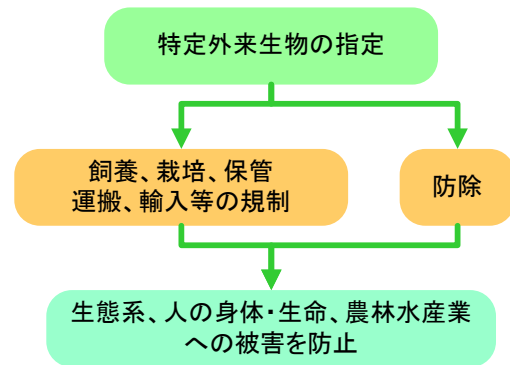 特定外来生物の指定
飼養、栽培、保管
運搬、輸入等の規制
防除
生態系、人の身体・生命、農林水産業
への被害を防止